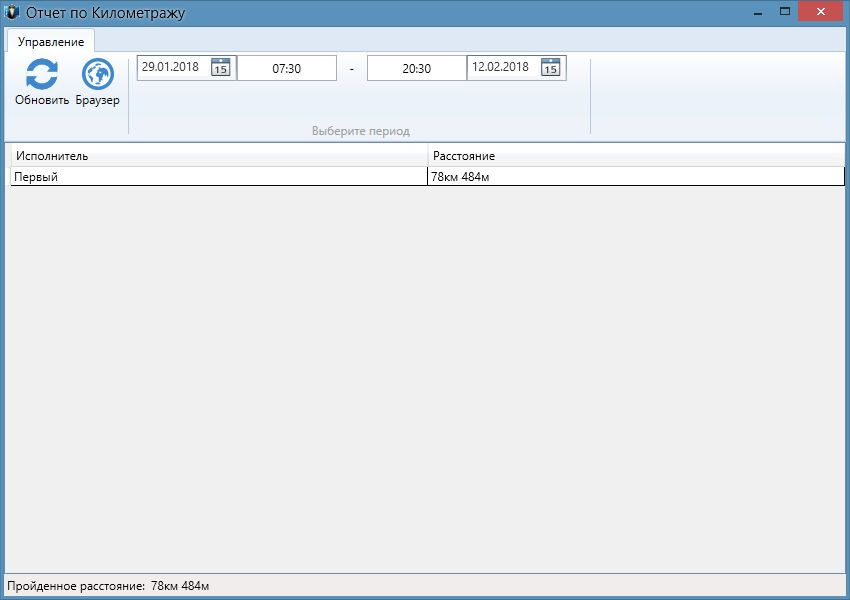 Отчет по Километражу
Управление
29.01.2018 15 07:30 - 20:30 12.02.2018 15
Обновить Браузер
Выберите период
Исполнитель Расстояние
Первый 78км 484м
Пройденное расстояние: 78км 484м